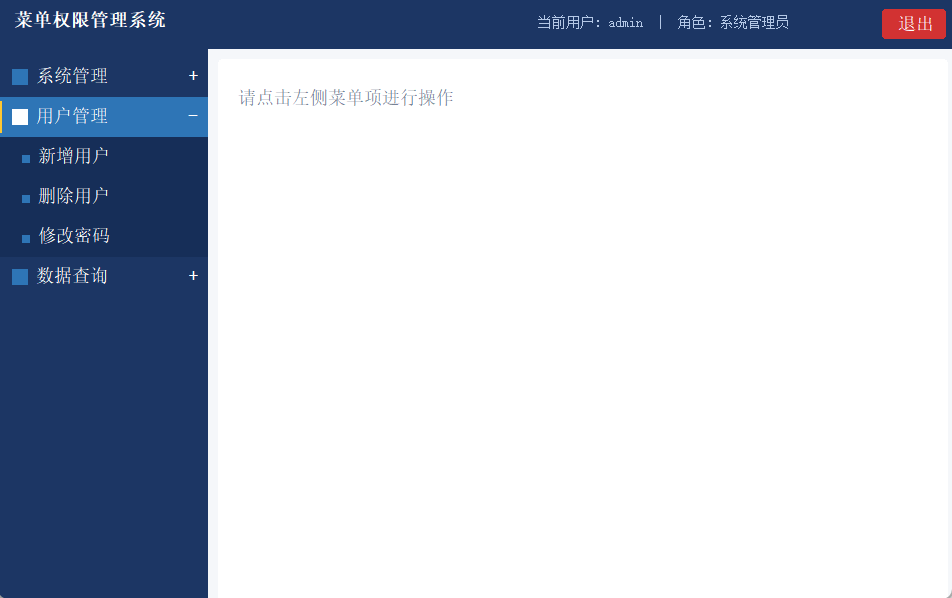 菜单权限管理系统
当前用户: admin | 角色: 系统管理员
退出
系统管理 +
用户管理 −
新增用户
删除用户
修改密码
数据查询 +
请点击左侧菜单项进行操作